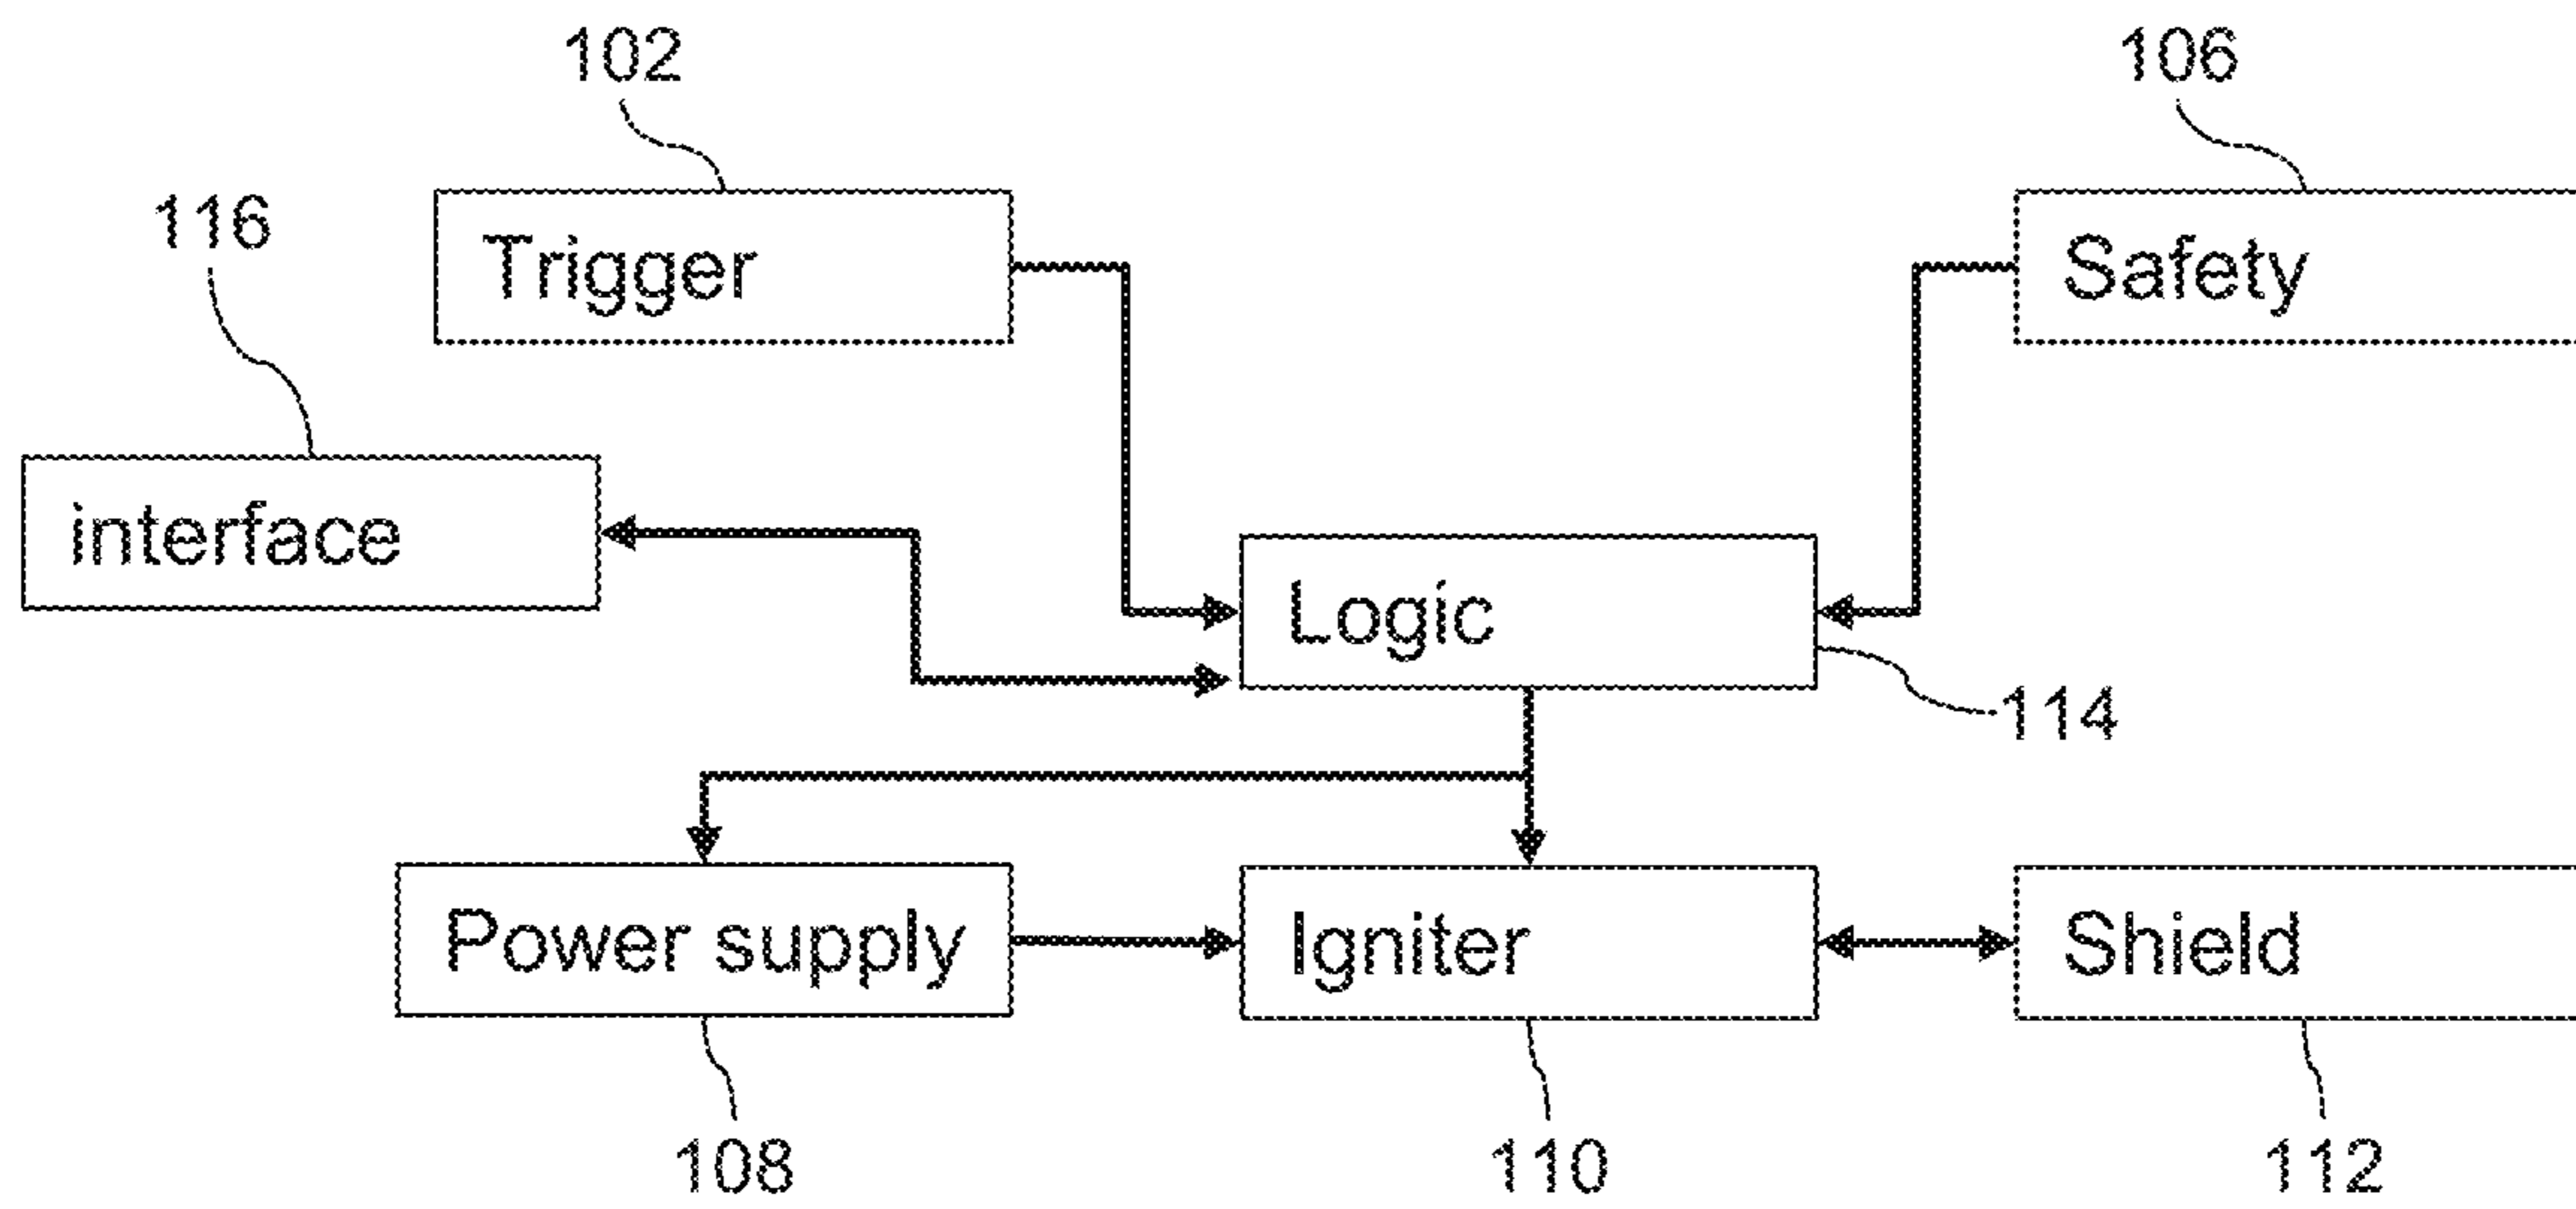 102
106
116
Trigger
Safety
interface
Logic
114
Power supply
Igniter
Shield
108
110
112